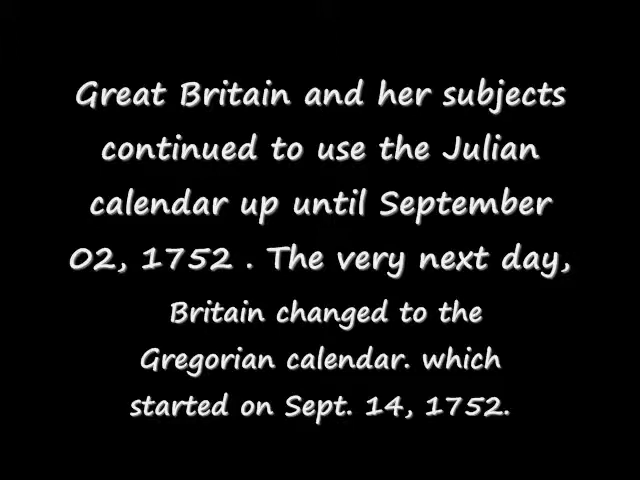 Great Britain and her subjects
continued to use the Julian
calendar up until September
02, 1752 . The very next day,
Britain changed to the
Gregorian calendar. which
started on Sept. 14, 1752.